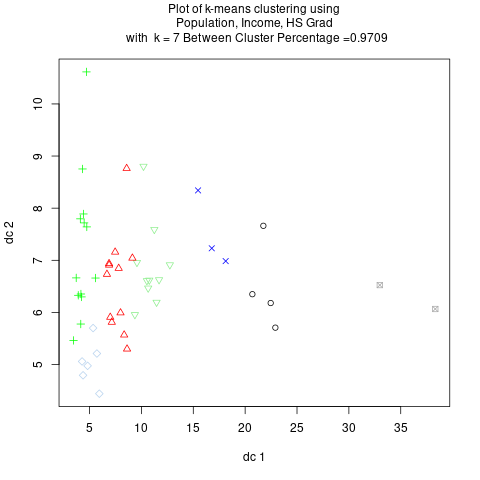 Plot of k-means clustering using
Population, Income, HS Grad
with k = 7 Between Cluster Percentage =0.9709
10
9
8
7
6
5
dc 2
5 10 15 20 25 30 35
dc 1